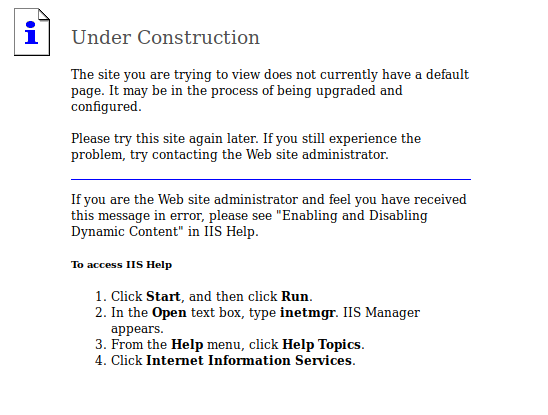 Under Construction
The site you are trying to view does not currently have a default
page. It may be in the process of being upgraded and
configured.
Please try this site again later. If you still experience the
problem, try contacting the Web site administrator.
If you are the Web site administrator and feel you have received
this message in error, please see "Enabling and Disabling
Dynamic Content" in IIS Help.
To access IIS Help
1. Click Start, and then click Run.
2. In the Open text box, type inetmgr. IIS Manager
appears.
3. From the Help menu, click Help Topics.
4. Click Internet Information Services.